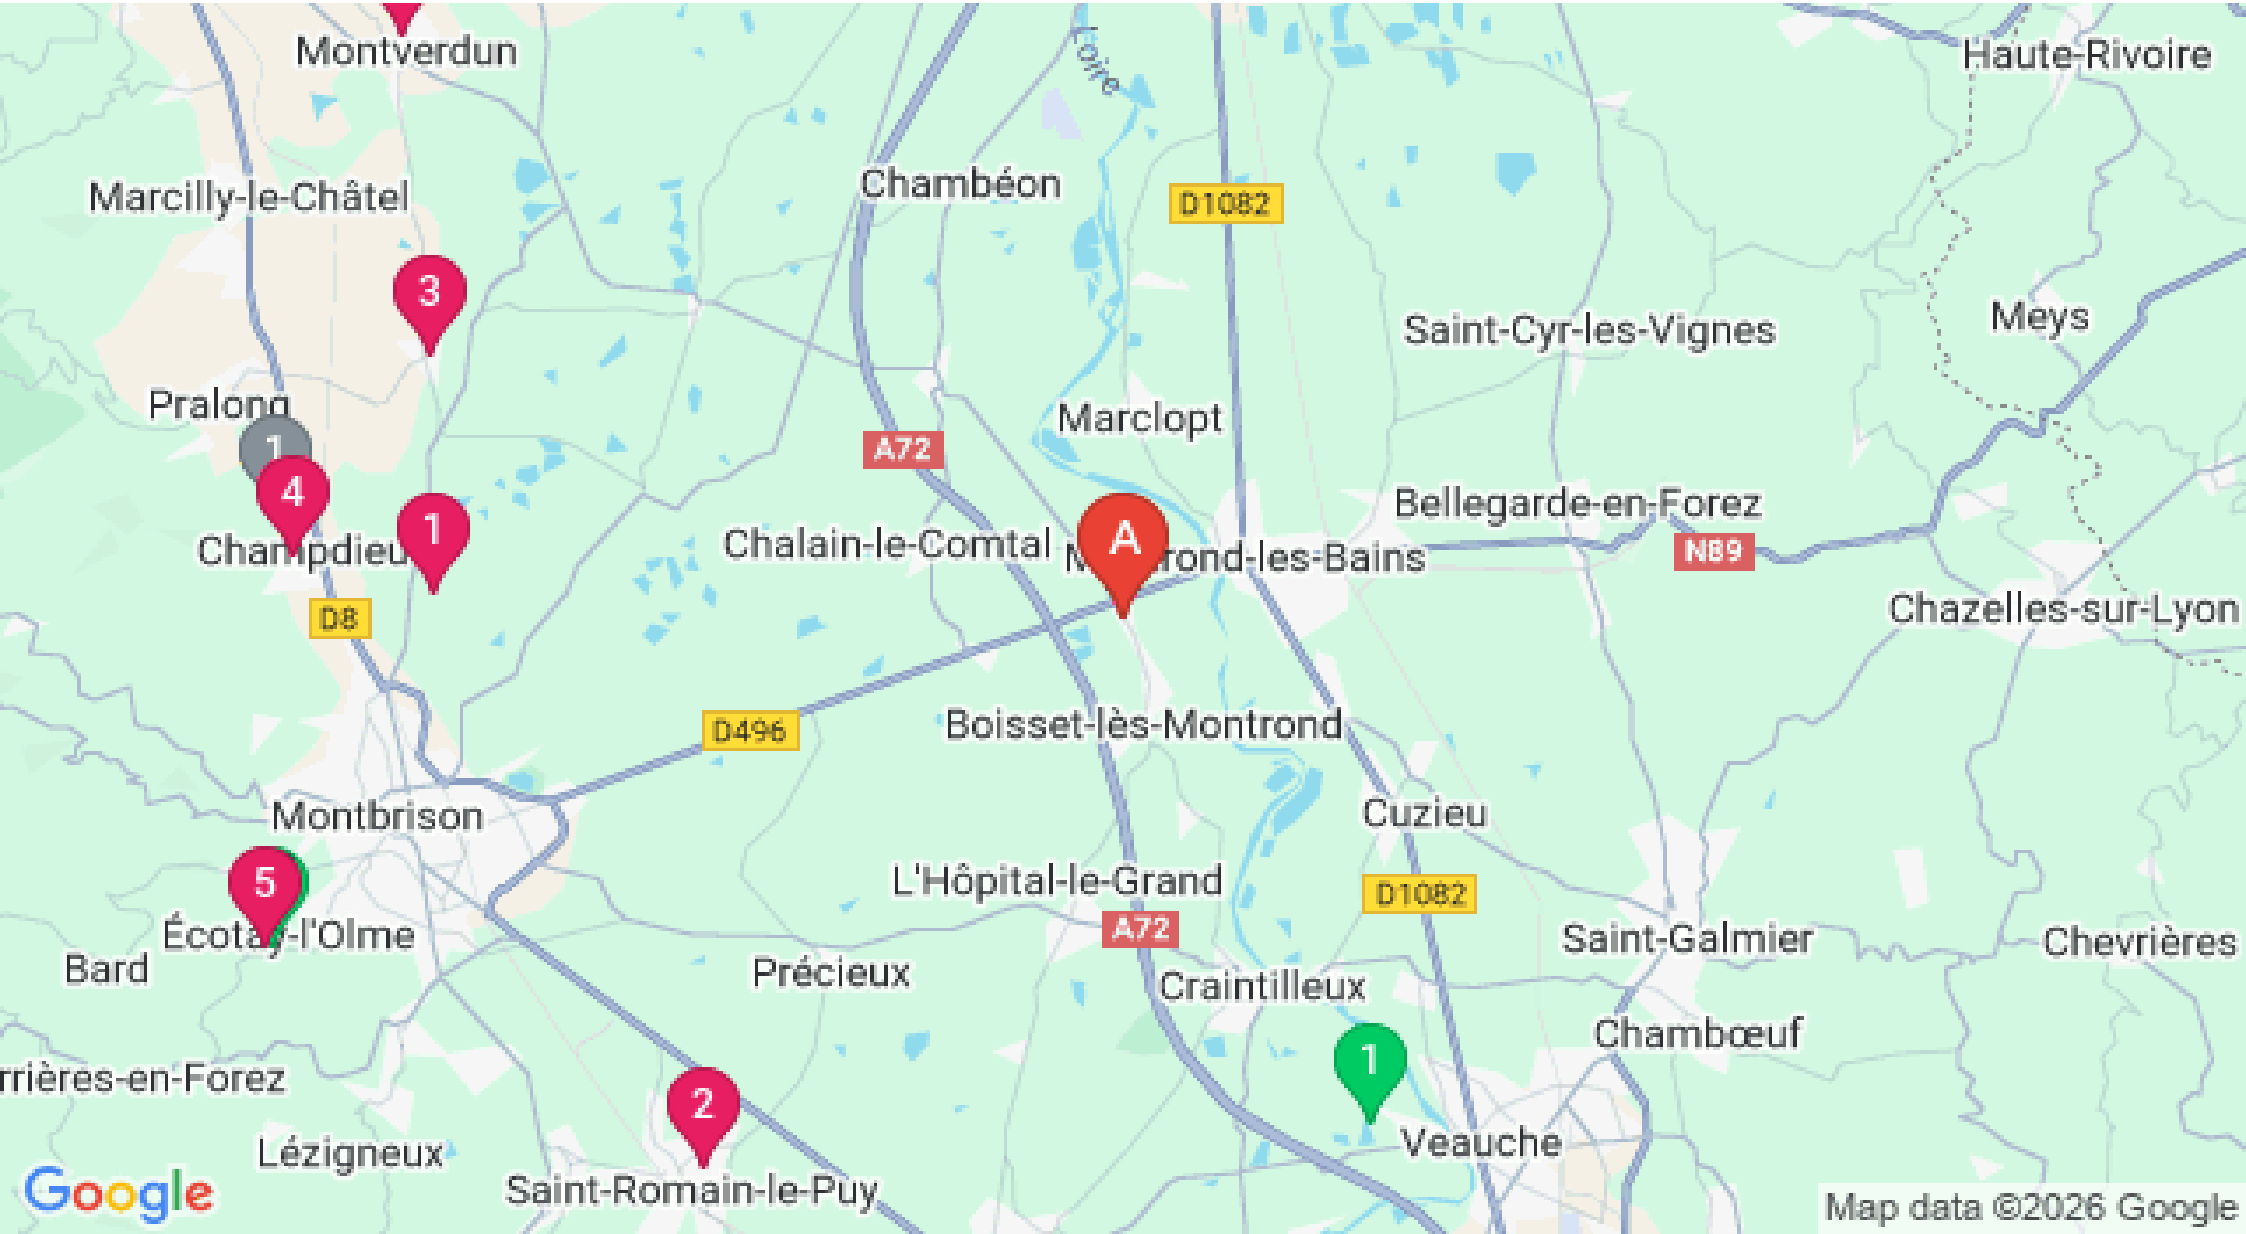 Montverdun
Loire
Haute-Rivoire
Marcilly-le-Châtel
Chambéon
D1082
3
Saint-Cyr-les-Vignes
Meys
Pralong
Marclopt
1
A72
4
1
Bellegarde-en-Forez
Champdieu
Chalain-le-Comtal
A
rond-les-Bains
N89
D8
Chazelles-sur-Lyon
D496
Boisset-lès-Montrond
Montbrison
Cuzieu
5
L'Hôpital-le-Grand
D1082
Écotay-l'Olme
A72
Saint-Galmier
Chevrières
Bard
Précieux
Craintilleux
Chambœuf
1
rrières-en-Forez
2
Lézigneux
Veauche
Saint-Romain-le-Puy
Google
Map data ©2026 Google